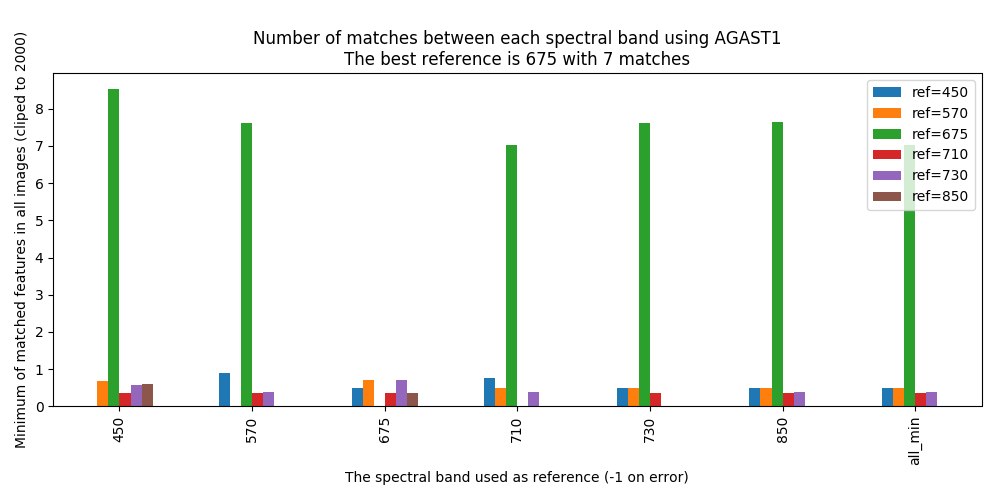 Number of matches between each spectral band using AGAST1
The best reference is 675 with 7 matches
Minimum of matched features in all images (cliped to 2000)
8
7
6
5
4
3
2
1
0
ref=450
ref=570
ref=675
ref=710
ref=730
ref=850
450
570
675
710
730
850
all_min
The spectral band used as reference (-1 on error)